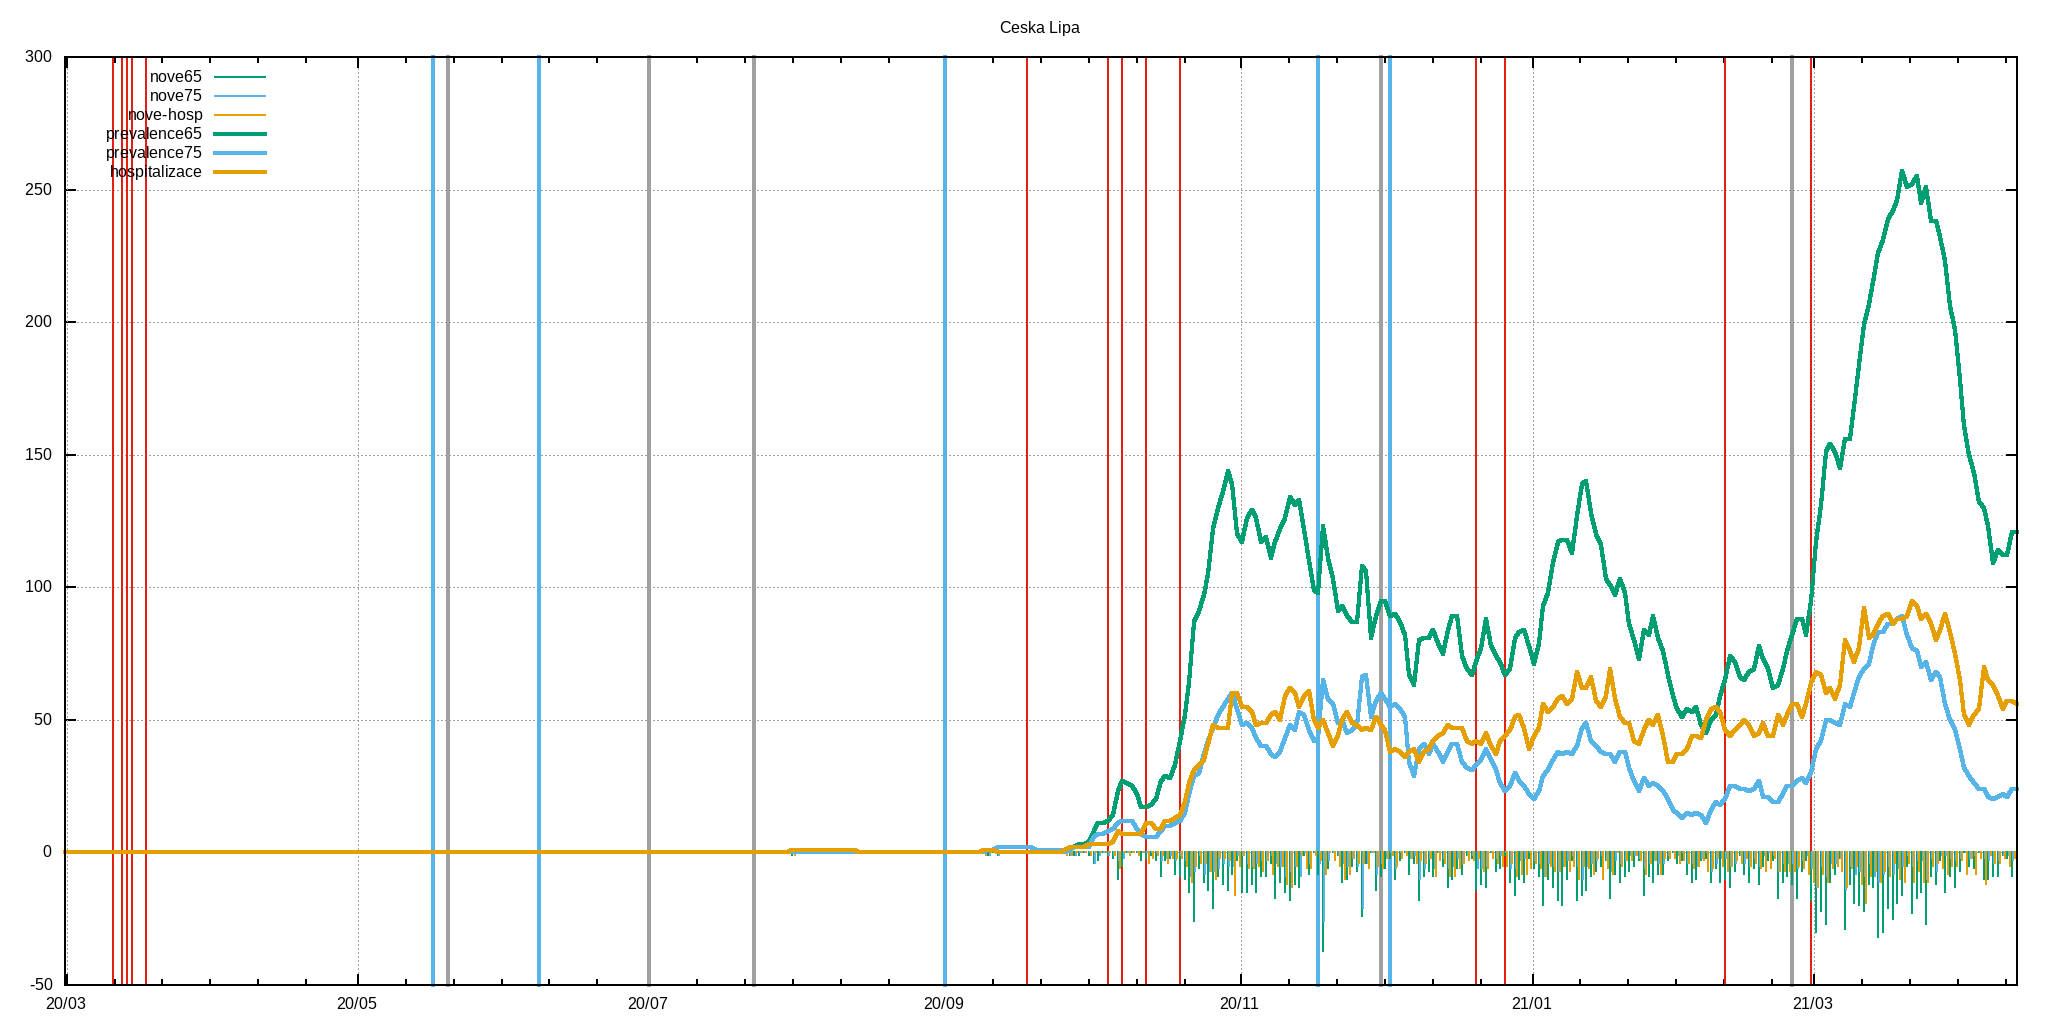 Ceska Lipa
300
nove65
nove75
nove-hosp
prevalence65
prevalence75
hospitalizace
250
200
150
100
50
0
-50
20/03 20/05 20/07 20/09 20/11 21/01 21/03